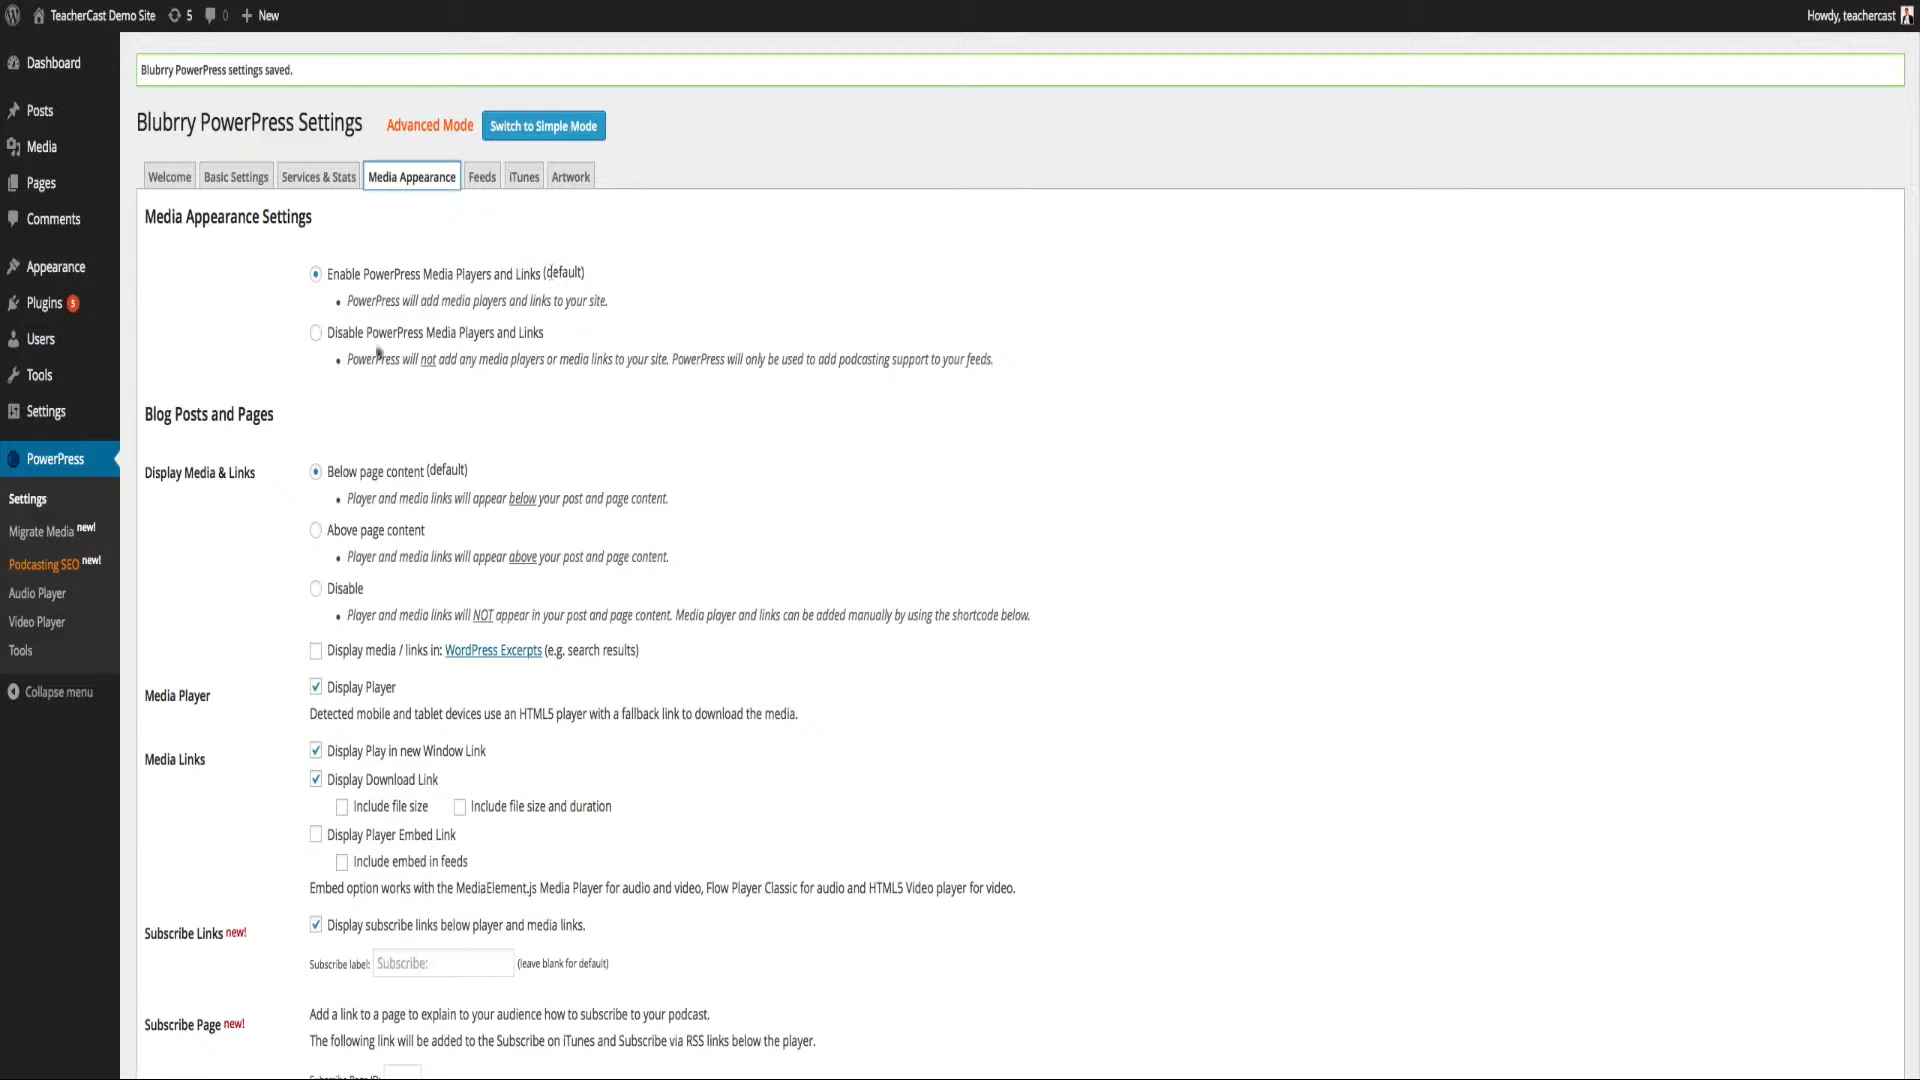 TeacherCast Demo Site 5 0 New Howdy, teachercast
Dashboard
Posts
Media
Pages
Comments
Appearance
Plugins 5
Users
Tools
Settings
PowerPress
Settings
Migrate Media new!
Podcasting SEO new!
Audio Player
Video Player
Tools
Collapse menu
Blubrry PowerPress settings saved.
Blubrry PowerPress Settings Advanced Mode Switch to Simple Mode
Welcome Basic Settings Services & Stats Media Appearance Feeds iTunes Artwork
Media Appearance Settings
Enable PowerPress Media Players and Links (default)
• PowerPress will add media players and links to your site.
Disable PowerPress Media Players and Links
• PowerPress will not add any media players or media links to your site. PowerPress will only be used to add podcasting support to your feeds.
Blog Posts and Pages
Display Media & Links Below page content (default)
• Player and media links will appear below your post and page content.
Above page content
• Player and media links will appear above your post and page content.
Disable
• Player and media links will NOT appear in your post and page content. Media player and links can be added manually by using the shortcode below.
Display media / links in: WordPress Excerpts (e.g. search results)
Media Player Display Player
Detected mobile and tablet devices use an HTML5 player with a fallback link to download the media.
Media Links Display Play in new Window Link
Display Download Link
Include file size Include file size and duration
Display Player Embed Link
Include embed in feeds
Embed option works with the MediaElement.js Media Player for audio and video, Flow Player Classic for audio and HTML5 Video player for video.
Subscribe Links new! Display subscribe links below player and media links.
Subscribe label: Subscribe: (leave blank for default)
Subscribe Page new! Add a link to a page to explain to your audience how to subscribe to your podcast.
The following link will be added to the Subscribe on iTunes and Subscribe via RSS links below the player.
Subscribe Page ID: